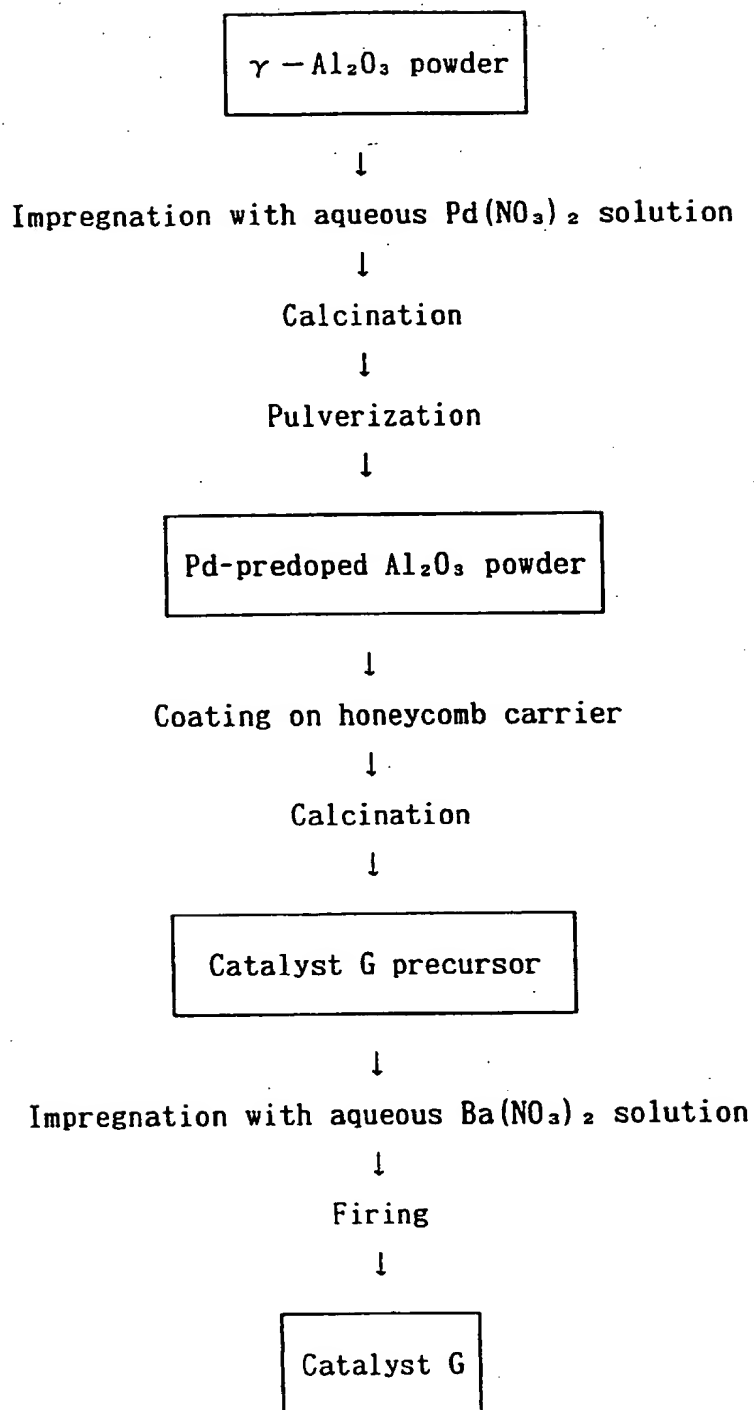 γ－Al₂O₃ powder
↓
Impregnation with aqueous Pd(NO₃)₂ solution
↓
Calcination
↓
Pulverization
↓
Pd-predoped Al₂O₃ powder
↓
Coating on honeycomb carrier
↓
Calcination
↓
Catalyst G precursor
↓
Impregnation with aqueous Ba(NO₃)₂ solution
↓
Firing
↓
Catalyst G